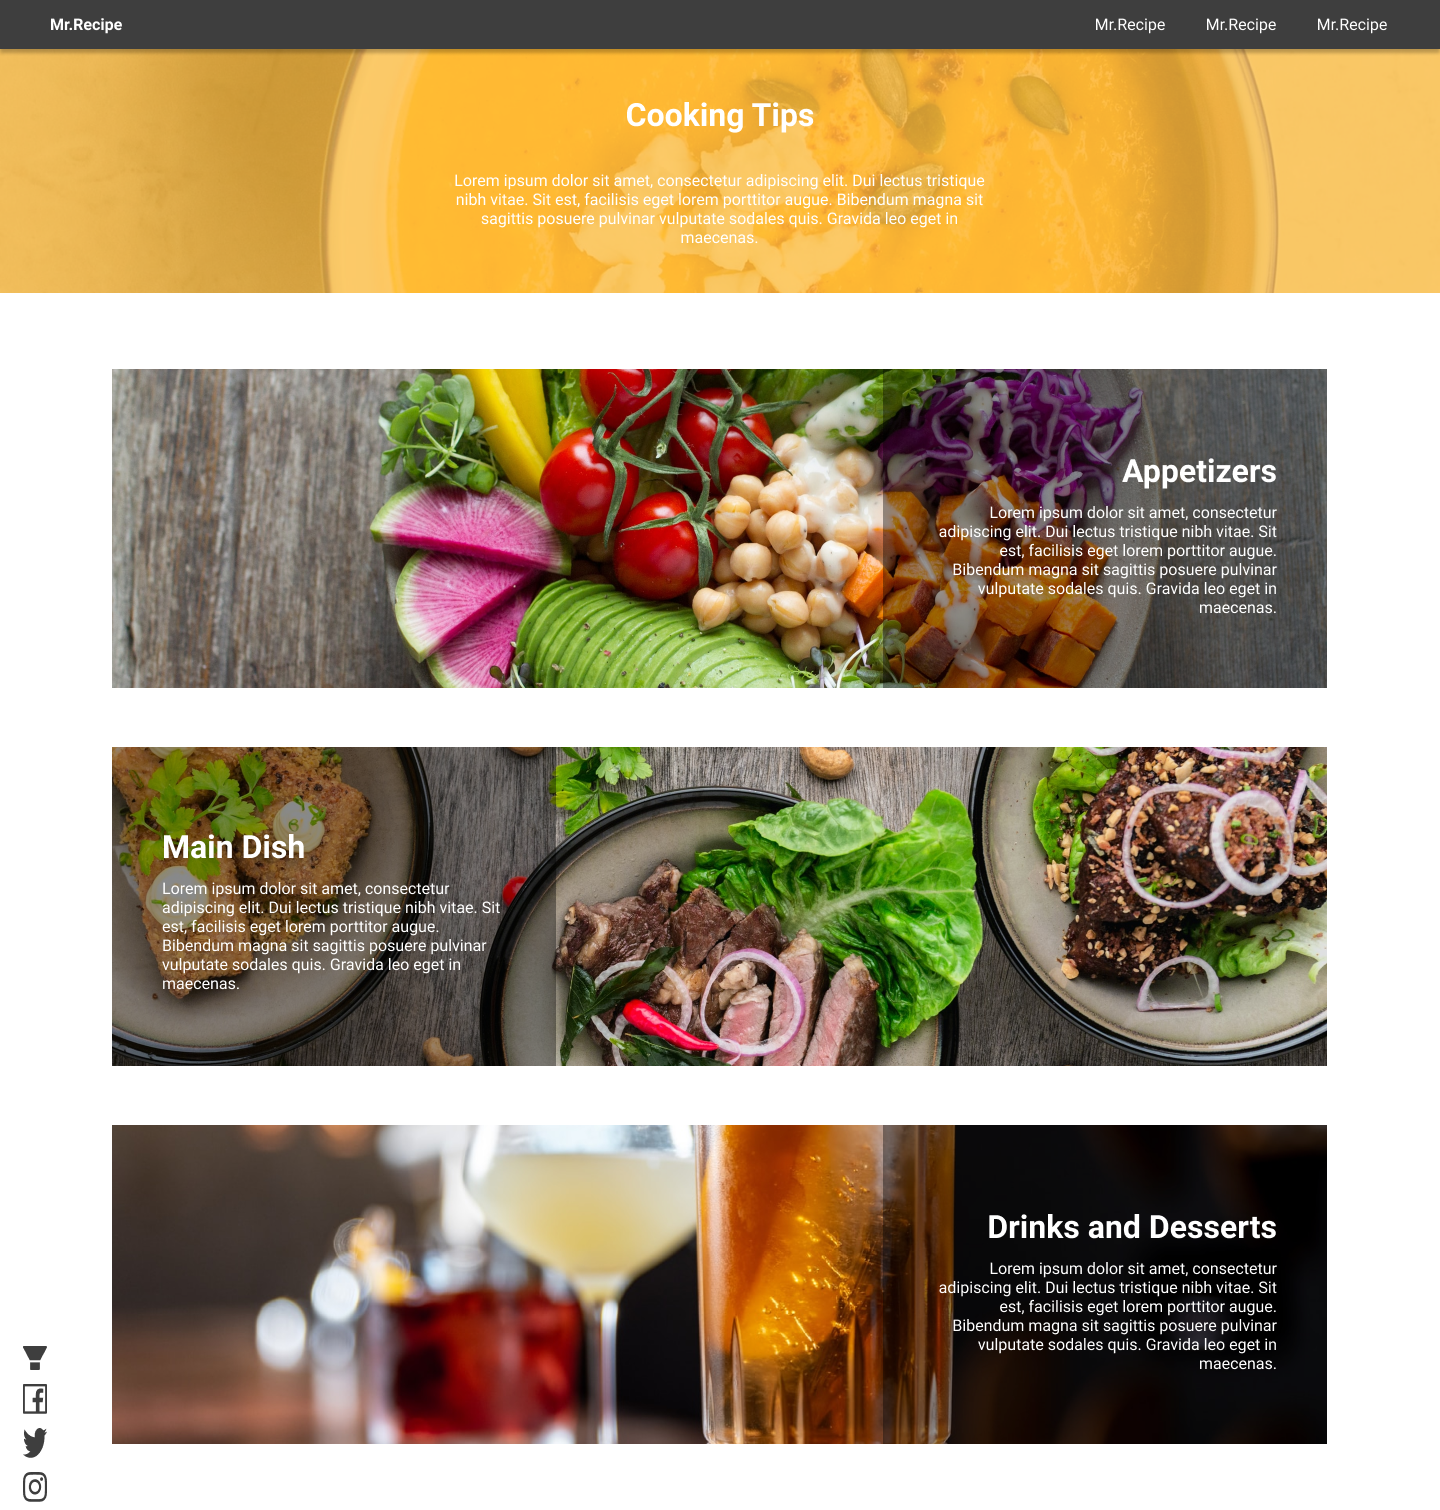 Mr.Recipe
Mr.Recipe Mr.Recipe Mr.Recipe
Cooking Tips
Lorem ipsum dolor sit amet, consectetur adipiscing elit. Dui lectus tristique
nibh vitae. Sit est, facilisis eget lorem porttitor augue. Bibendum magna sit
sagittis posuere pulvinar vulputate sodales quis. Gravida leo eget in
maecenas.
Appetizers
Lorem ipsum dolor sit amet, consectetur
adipiscing elit. Dui lectus tristique nibh vitae. Sit
est, facilisis eget lorem porttitor augue.
Bibendum magna sit sagittis posuere pulvinar
vulputate sodales quis. Gravida leo eget in
maecenas.
Main Dish
Lorem ipsum dolor sit amet, consectetur
adipiscing elit. Dui lectus tristique nibh vitae. Sit
est, facilisis eget lorem porttitor augue.
Bibendum magna sit sagittis posuere pulvinar
vulputate sodales quis. Gravida leo eget in
maecenas.
Drinks and Desserts
Lorem ipsum dolor sit amet, consectetur
adipiscing elit. Dui lectus tristique nibh vitae. Sit
est, facilisis eget lorem porttitor augue.
Bibendum magna sit sagittis posuere pulvinar
vulputate sodales quis. Gravida leo eget in
maecenas.